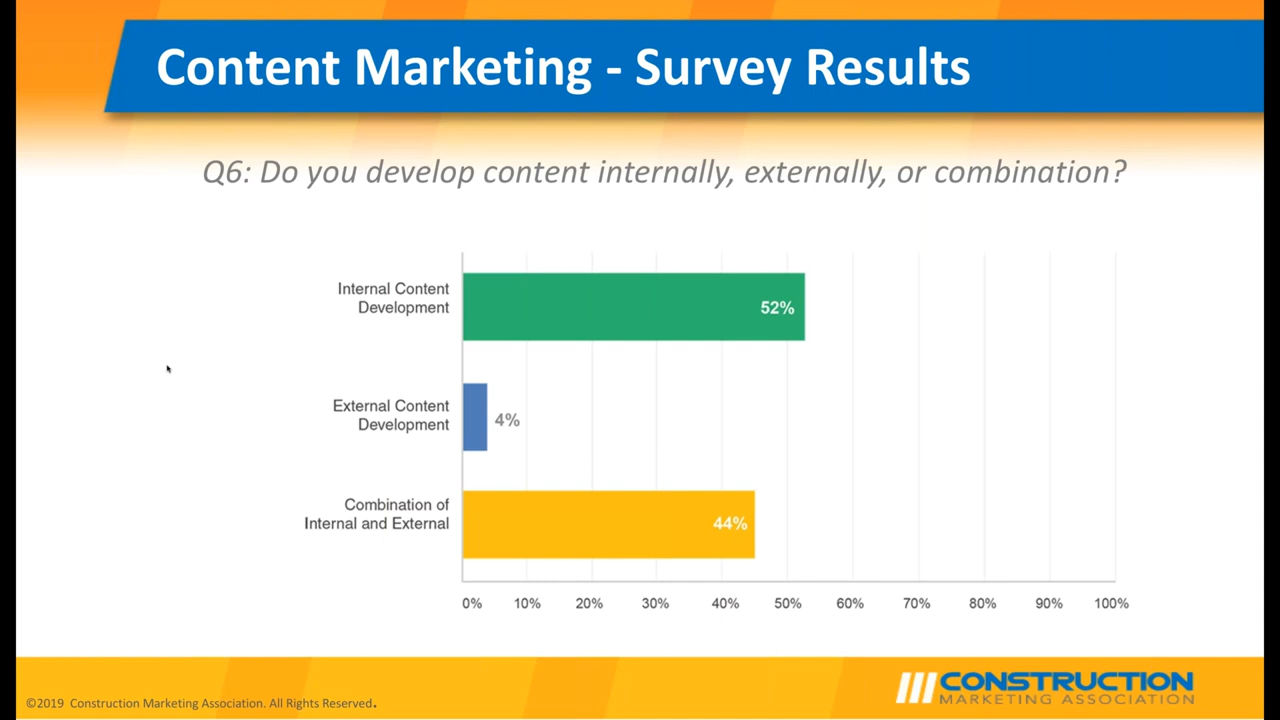 Content Marketing - Survey Results
Q6: Do you develop content internally, externally, or combination?
Internal Content
Development
52%
External Content
Development
4%
Combination of
Internal and External
44%
0% 10% 20% 30% 40% 50% 60% 70% 80% 90% 100%
©2019 Construction Marketing Association. All Rights Reserved.
CONSTRUCTION
MARKETING ASSOCIATION